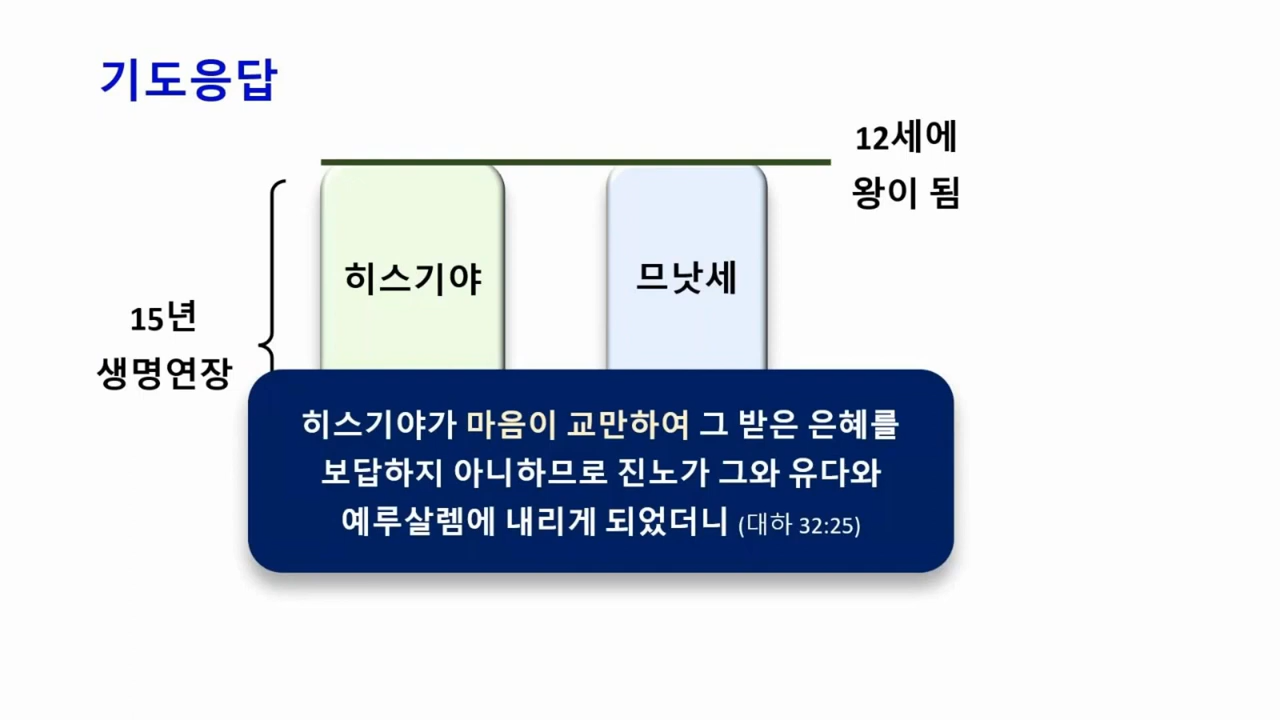 기도응답
12세에
왕이 됨
히스기야
므낫세
15년
생명연장
히스기야가 마음이 교만하여 그 받은 은혜를
보답하지 아니하므로 진노가 그와 유다와
예루살렘에 내리게 되었더니 (대하 32:25)